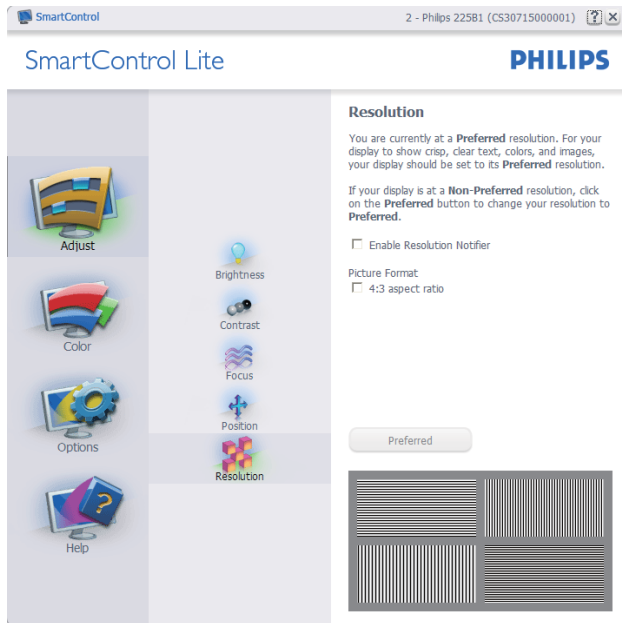 SmartControl
2 - Philips 225B1 (CS30715000001)
?
SmartControl Lite
PHILIPS
Adjust
Color
Options
?
Help
Brightness
Contrast
Focus
Position
Resolution
Resolution
You are currently at a Preferred resolution. For your
display to show crisp, clear text, colors, and images,
your display should be set to its Preferred resolution.
If your display is at a Non-Preferred resolution, click
on the Preferred button to change your resolution to
Preferred.
Enable Resolution Notifier
Picture Format
4:3 aspect ratio
Preferred